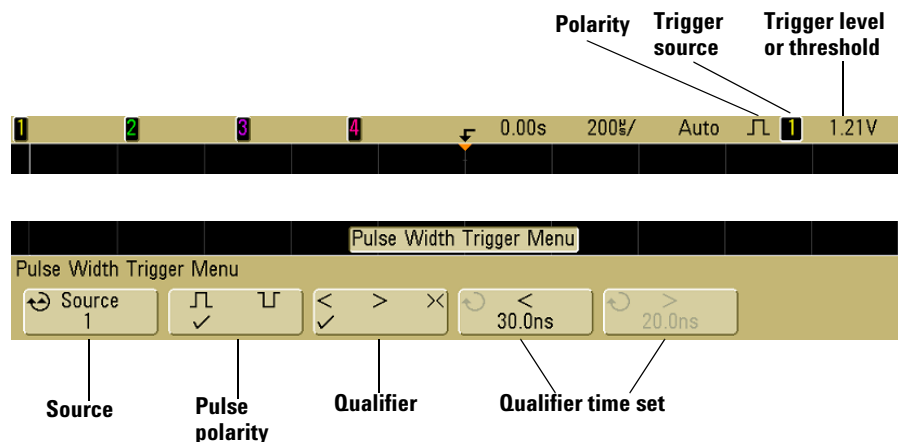 Polarity Trigger source Trigger level or threshold
1 2 3 4 0.00s 200㎲/ Auto 1 1.21V
Pulse Width Trigger Menu
Pulse Width Trigger Menu
Source 1
< > ><
< 30.0ns
> 20.0ns
Source Pulse polarity Qualifier Qualifier time set